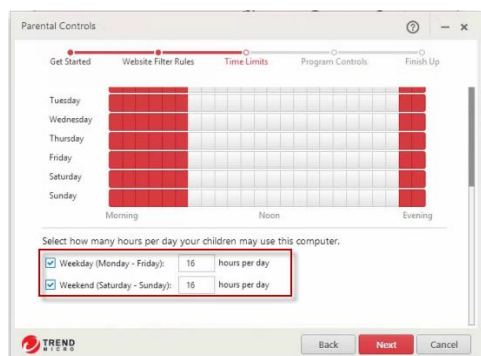 Parental Controls
Get Started Website Filter Rules Time Limits Program Controls Finish Up
Tuesday
Wednesday
Thursday
Friday
Saturday
Sunday
Morning Noon Evening
Select how many hours per day your children may use this computer.
Weekday (Monday - Friday): 16 hours per day
Weekend (Saturday - Sunday): 16 hours per day
TREND
MICRO
Back Next Cancel